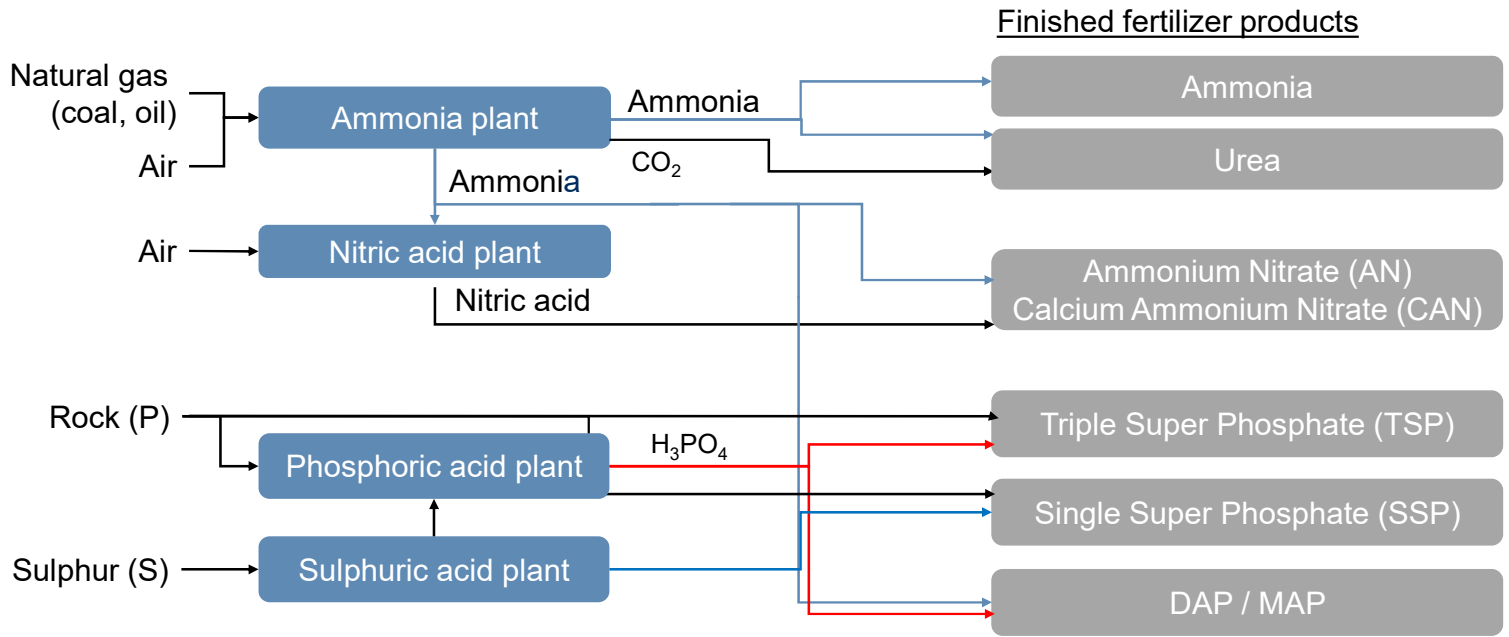 Finished fertilizer products
Natural gas
(coal, oil)
Air
Ammonia plant
Ammonia
CO₂
Ammonia
Urea
Ammonia
Air
Nitric acid plant
Nitric acid
Ammonium Nitrate (AN)
Calcium Ammonium Nitrate (CAN)
Rock (P)
Phosphoric acid plant
H₃PO₄
Triple Super Phosphate (TSP)
Single Super Phosphate (SSP)
Sulphur (S)
Sulphuric acid plant
DAP / MAP